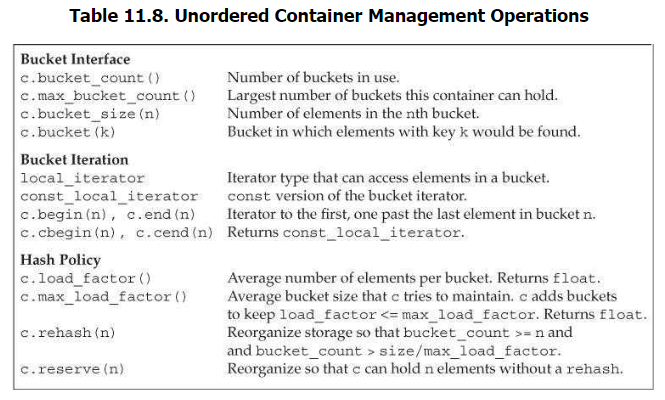 Table 11.8. Unordered Container Management Operations
Bucket Interface
c.bucket_count() Number of buckets in use.
c.max_bucket_count() Largest number of buckets this container can hold.
c.bucket_size(n) Number of elements in the nth bucket.
c.bucket(k) Bucket in which elements with key k would be found.
Bucket Iteration
local_iterator Iterator type that can access elements in a bucket.
const_local_iterator const version of the bucket iterator.
c.begin(n), c.end(n) Iterator to the first, one past the last element in bucket n.
c.cbegin(n), c.cend(n) Returns const_local_iterator.
Hash Policy
c.load_factor() Average number of elements per bucket. Returns float.
c.max_load_factor() Average bucket size that c tries to maintain. c adds buckets
to keep load_factor <= max_load_factor. Returns float.
c.rehash(n) Reorganize storage so that bucket_count >= n and
and bucket_count > size/max_load_factor.
c.reserve(n) Reorganize so that c can hold n elements without a rehash.